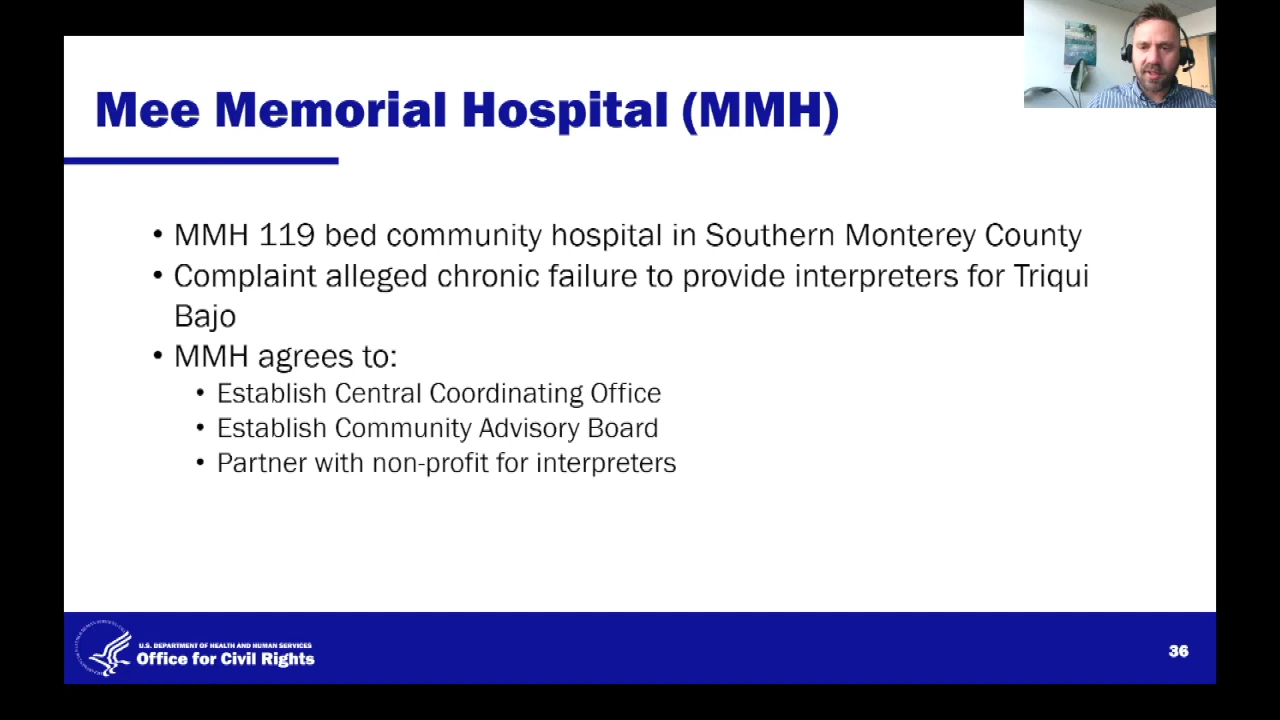 Mee Memorial Hospital (MMH)
• MMH 119 bed community hospital in Southern Monterey County
• Complaint alleged chronic failure to provide interpreters for Triqui
Bajo
• MMH agrees to:
• Establish Central Coordinating Office
• Establish Community Advisory Board
• Partner with non-profit for interpreters
U.S. DEPARTMENT OF HEALTH AND HUMAN SERVICES
Office for Civil Rights
36